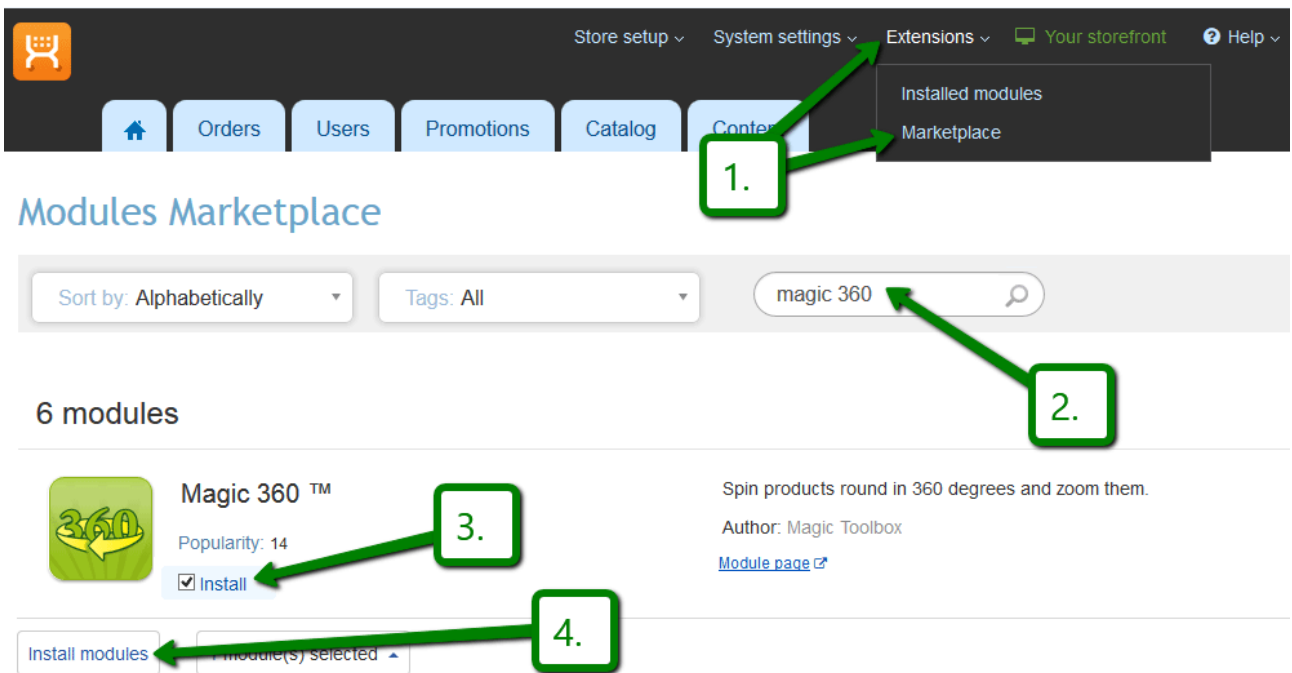 Store setup
System settings
Extensions
Your storefront
? Help
Installed modules
Marketplace
Orders
Users
Promotions
Catalog
1.
Modules Marketplace
Sort by: Alphabetically
Tags: All
magic 360
2.
6 modules
360
Magic 360 ™
Popularity: 14
Install
3.
Spin products round in 360 degrees and zoom them.
Author: Magic Toolbox
Module page
4.
Install modules
module(s) selected